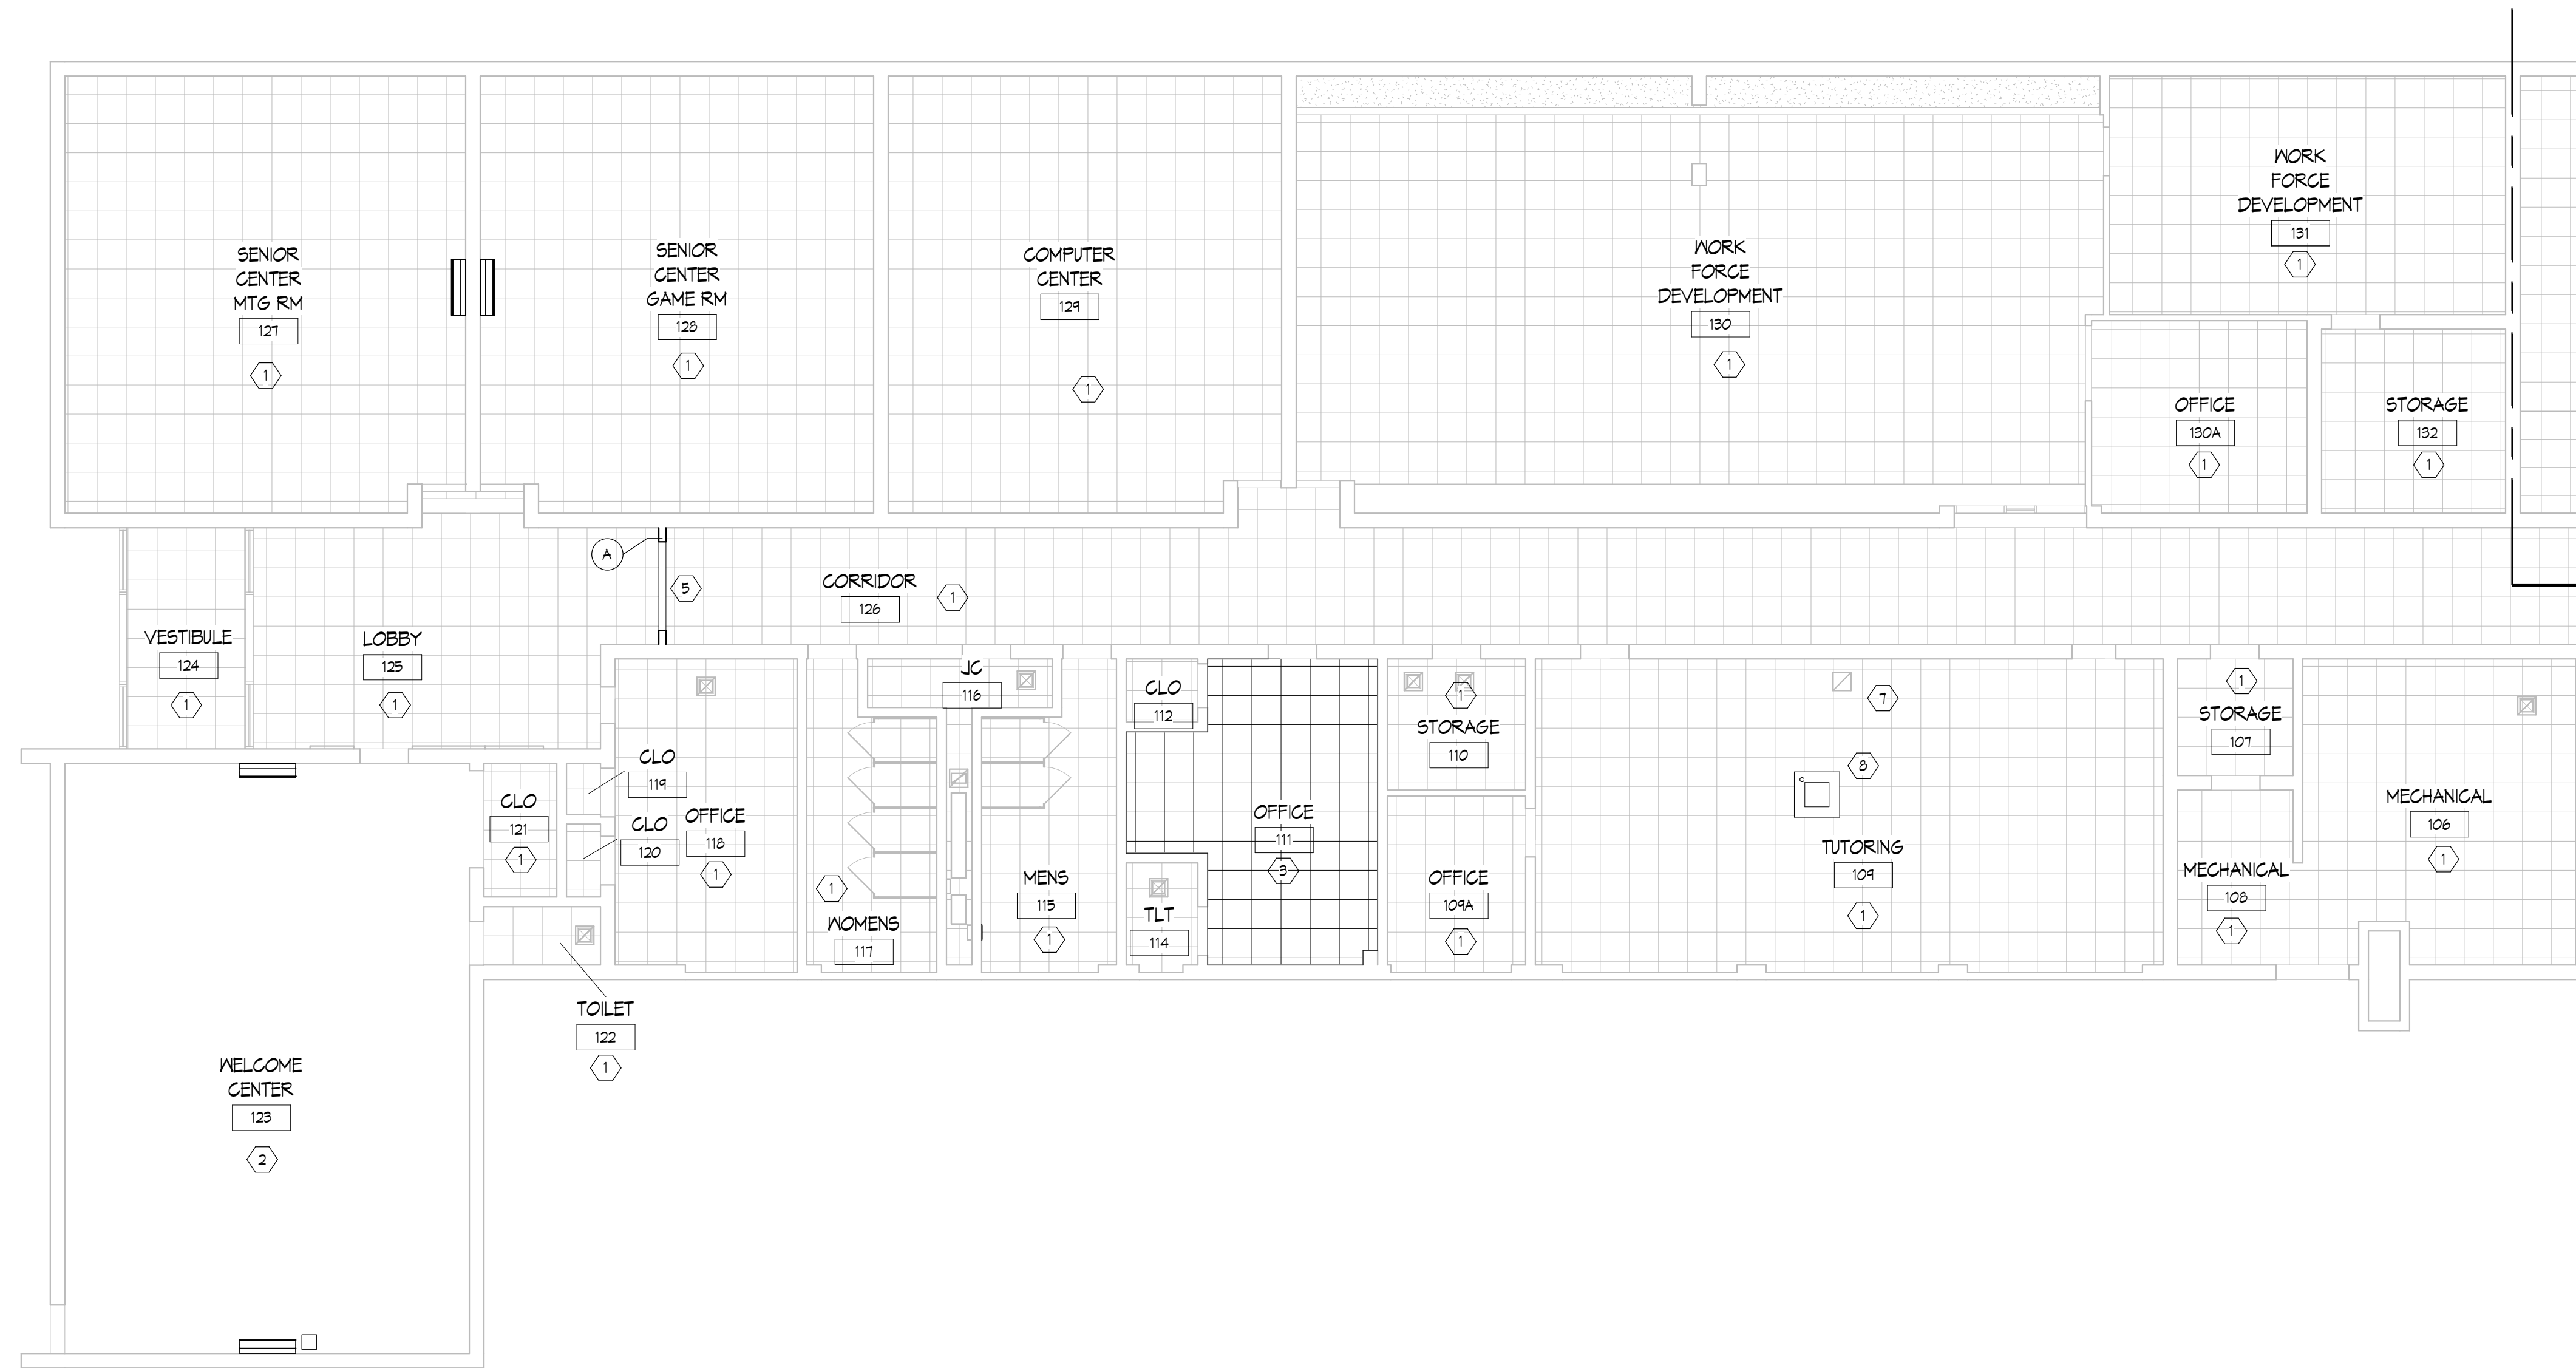 WORK
FORCE
DEVELOPMENT
131
1
SENIOR
CENTER
MTG RM
127
1
SENIOR
CENTER
GAME RM
128
1
COMPUTER
CENTER
129
1
WORK
FORCE
DEVELOPMENT
130
1
OFFICE
130A
1
STORAGE
132
1
A
5
CORRIDOR
126
1
VESTIBULE
124
1
LOBBY
125
1
JC
116
CLO
112
1
STORAGE
110
7
8
1
STORAGE
107
CLO
119
CLO
120
CLO
121
1
OFFICE
118
1
1
WOMENS
117
MENS
115
1
TLT
114
OFFICE
111
3
OFFICE
109A
1
TUTORING
109
1
MECHANICAL
108
1
MECHANICAL
106
1
TOILET
122
1
WELCOME
CENTER
123
2